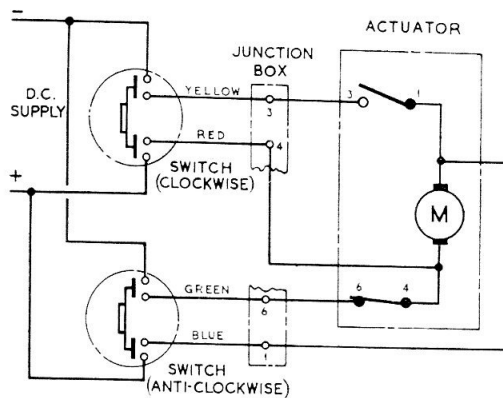 −
ACTUATOR
JUNCTION
BOX
D.C.
SUPPLY
YELLOW
3
3
1
RED
4
SWITCH
(CLOCKWISE)
+
M
GREEN
6
6
4
BLUE
1
SWITCH
(ANTI-CLOCKWISE)